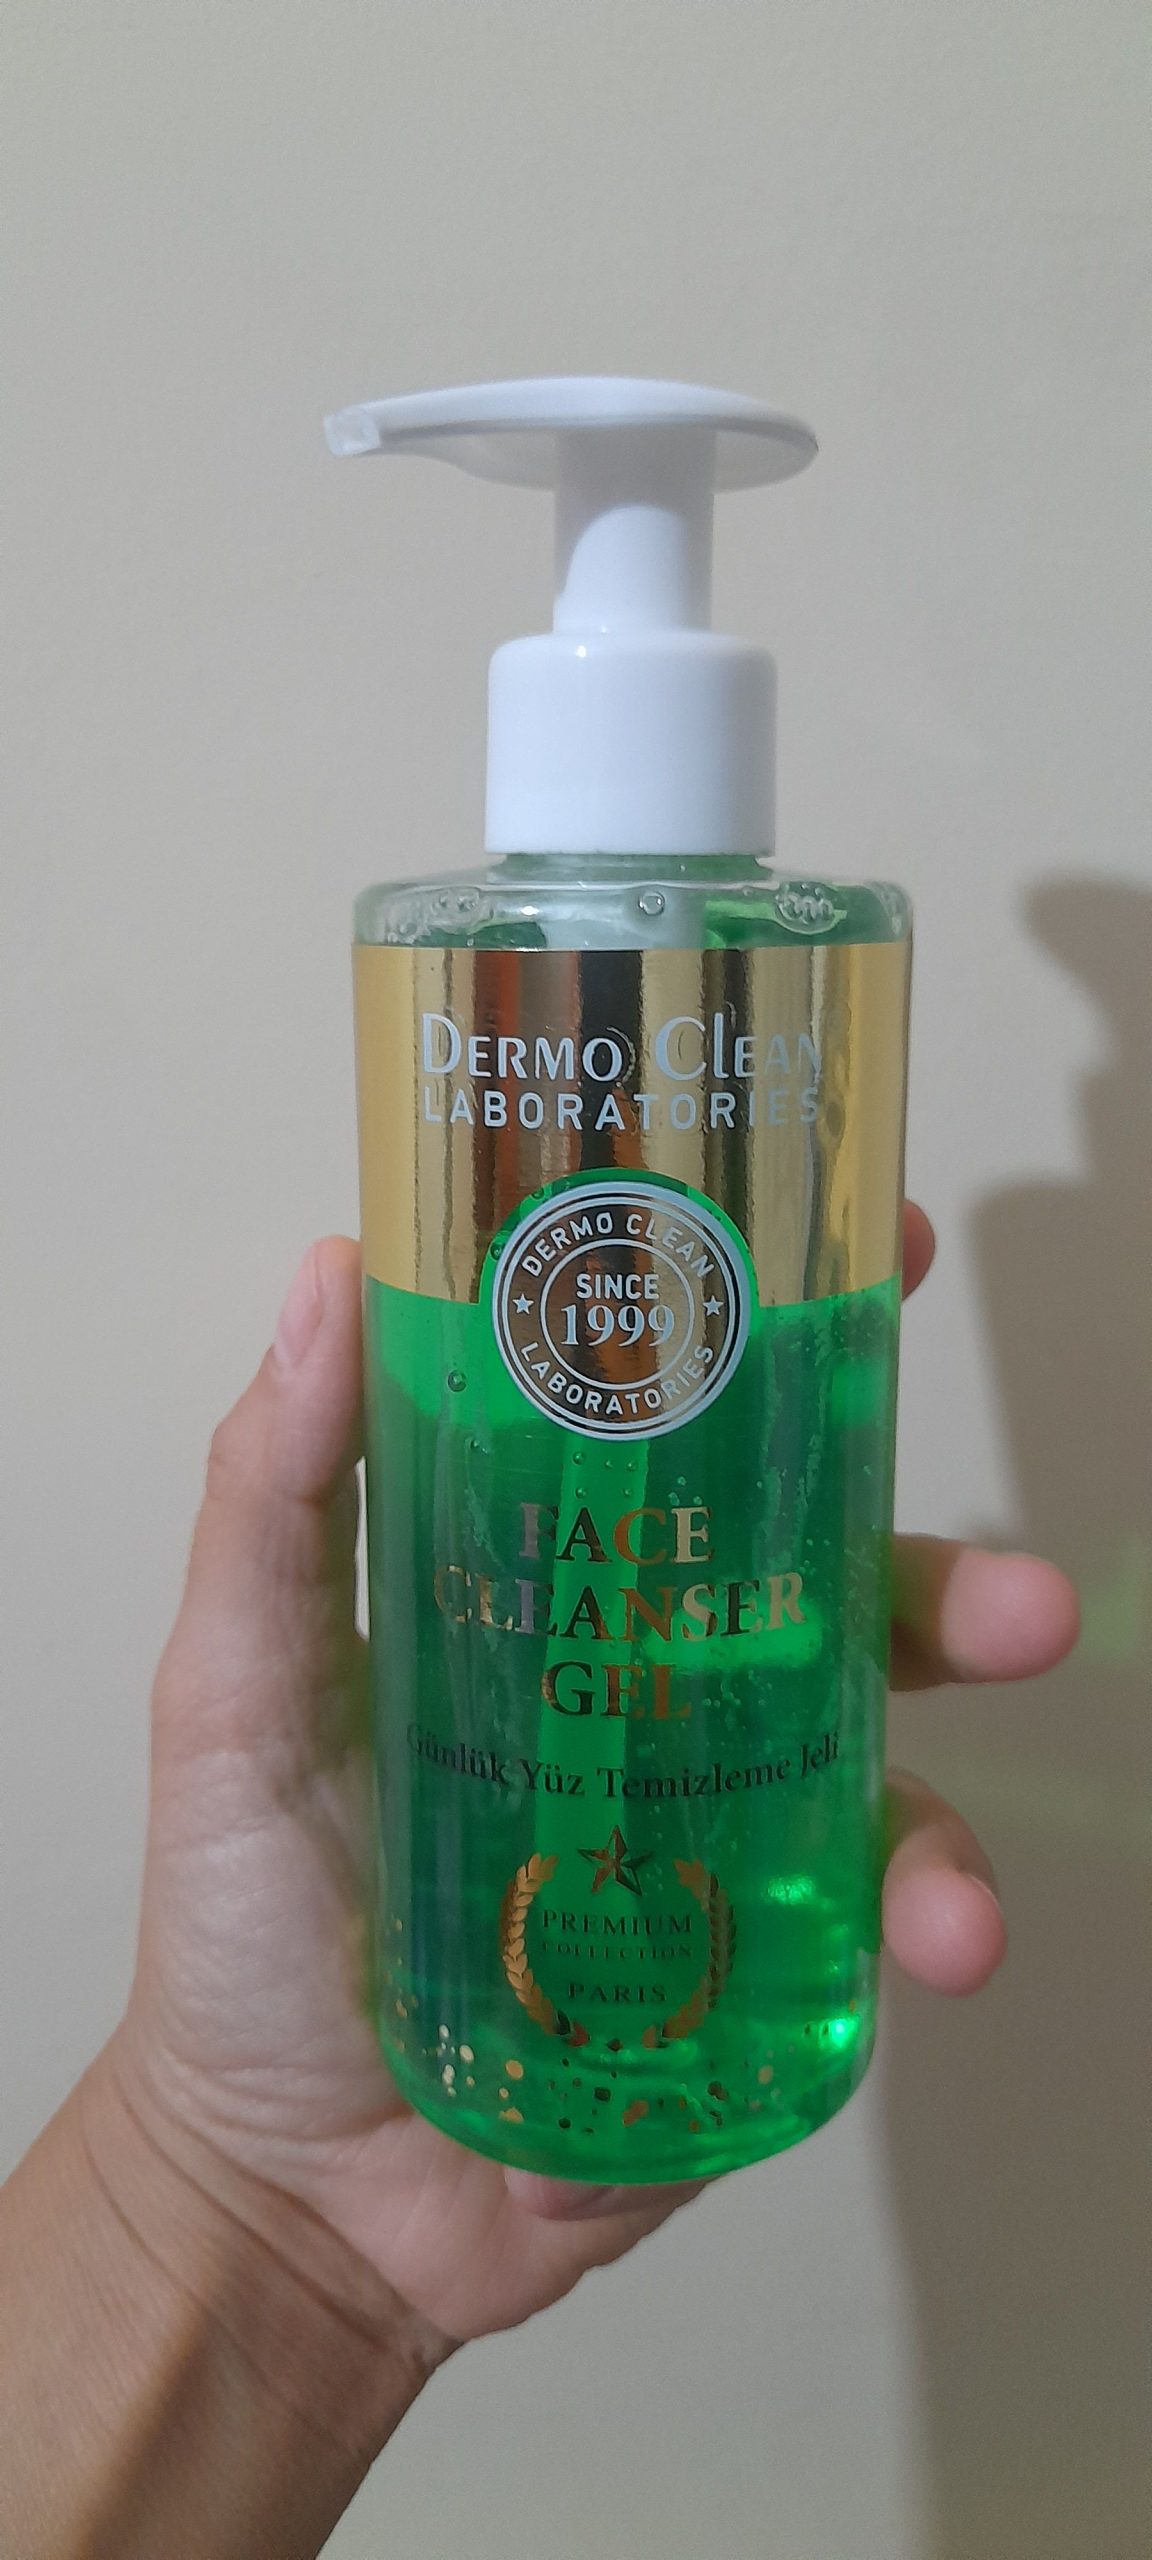 DERMO CLEAN
LABORATORIES
DERMO CLEAN
SINCE
1999
LABORATORIES
FACE
CLEANSER
GEL
Günlük Yüz Temizleme Jeli
PREMIUM
COLLECTION
PARIS